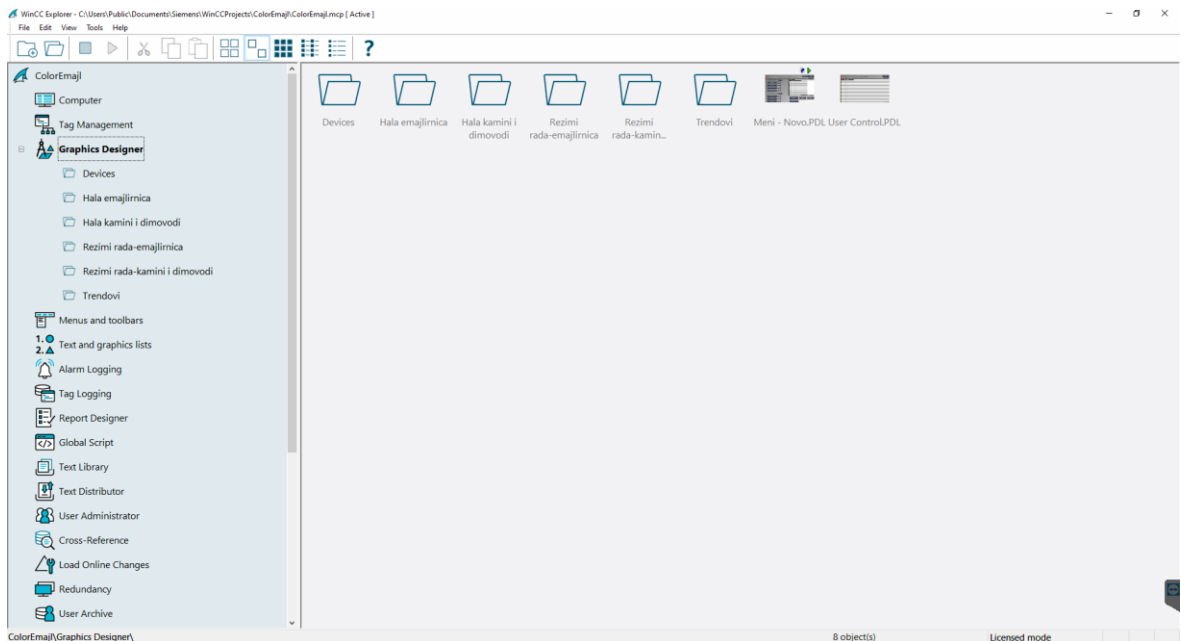 WinCC Explorer - C:\Users\Public\Documents\Siemens\WinCCProjects\ColorEmajl\ColorEmajl.mcp [ Active ]
File Edit View Tools Help
ColorEmajl
Computer
Tag Management
Graphics Designer
Devices
Hala emajlirnica
Hala kamini i dimovodi
Rezimi rada-emajlirnica
Rezimi rada-kamini i dimovodi
Trendovi
Menus and toolbars
1.
2.
Text and graphics lists
Alarm Logging
Tag Logging
Report Designer
Global Script
Text Library
Text Distributor
User Administrator
Cross-Reference
Load Online Changes
Redundancy
User Archive
Devices
Hala emajlirnica
Hala kamini i
dimovodi
Rezimi
rada-emajlirnica
Rezimi
rada-kamin...
Trendovi
Meni - Novo.PDL
User Control.PDL
ColorEmajl\Graphics Designer\
8 object(s)
Licensed mode